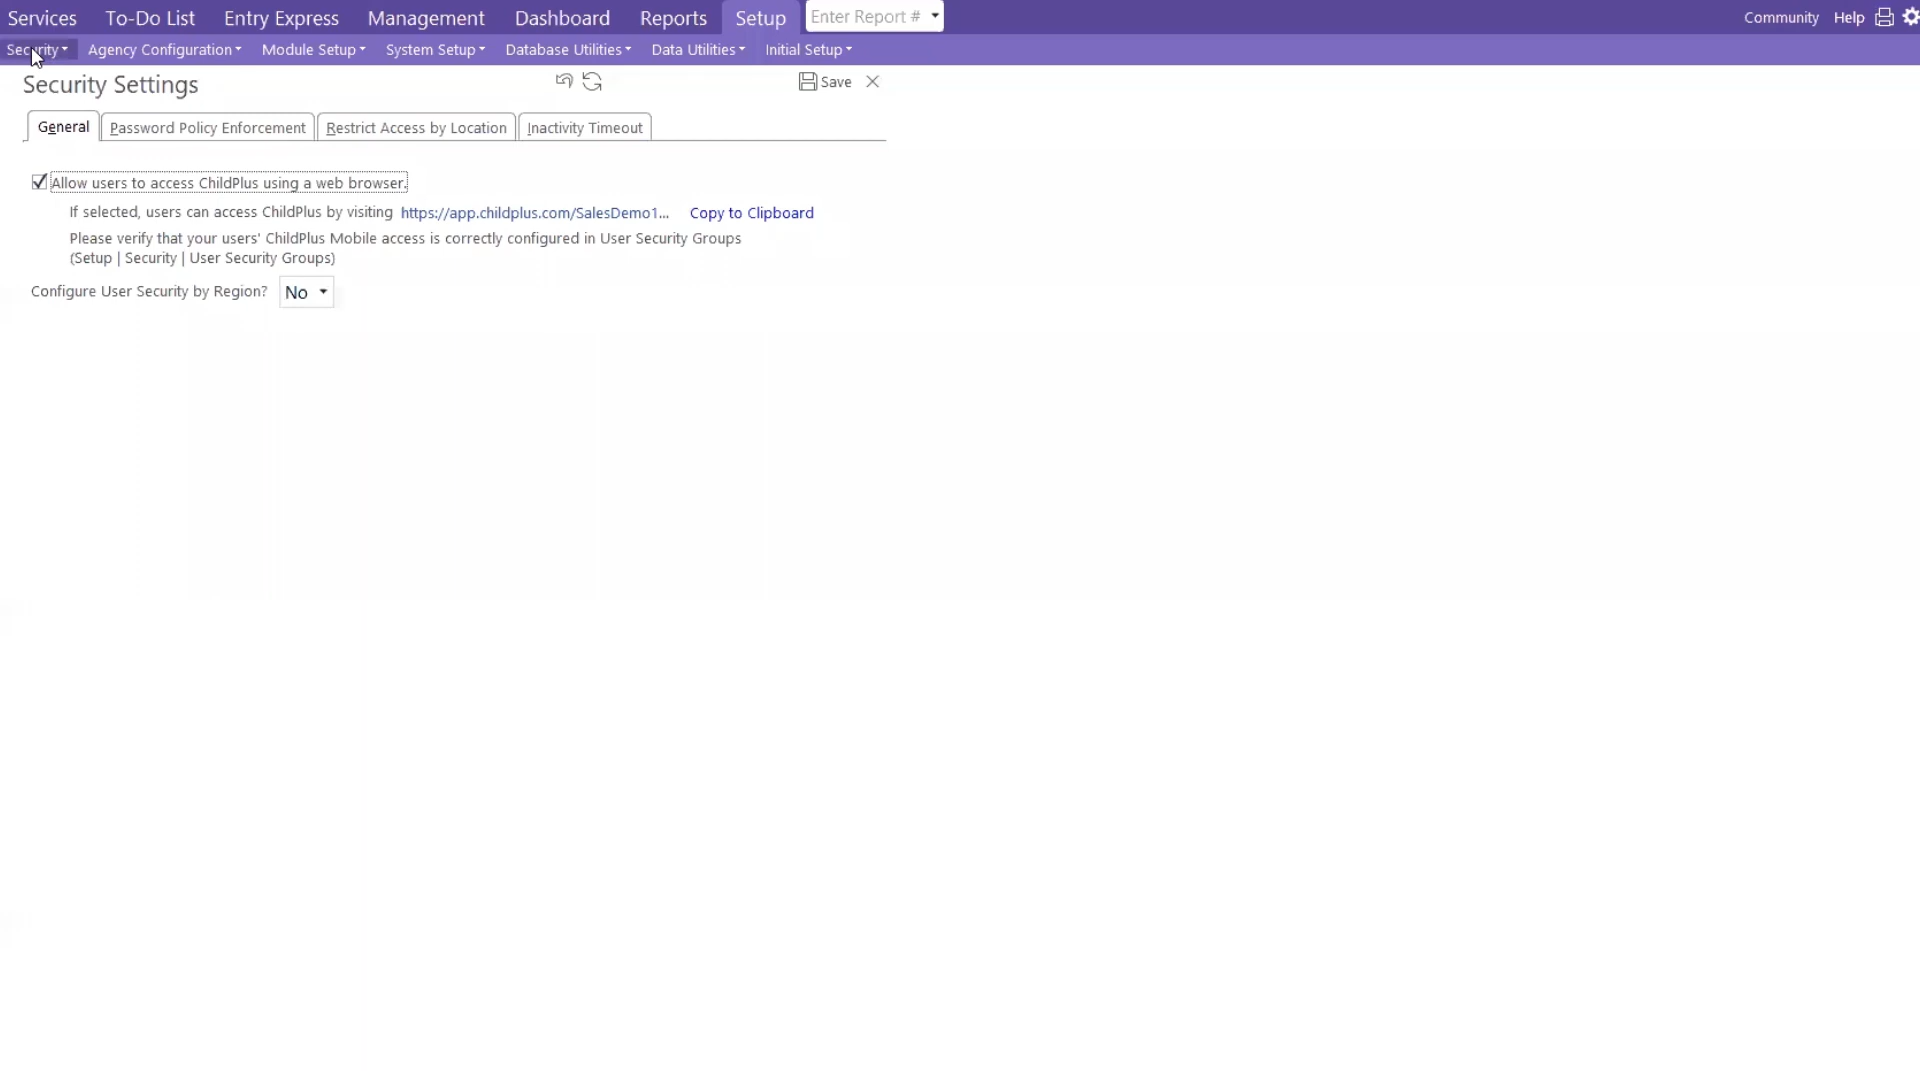 Services To-Do List Entry Express Management Dashboard Reports Setup Enter Report # Community Help
Security Agency Configuration Module Setup System Setup Database Utilities Data Utilities Initial Setup
Security Settings Save
General Password Policy Enforcement Restrict Access by Location Inactivity Timeout
Allow users to access ChildPlus using a web browser.
If selected, users can access ChildPlus by visiting https://app.childplus.com/SalesDemo1... Copy to Clipboard
Please verify that your users' ChildPlus Mobile access is correctly configured in User Security Groups
(Setup | Security | User Security Groups)
Configure User Security by Region? No